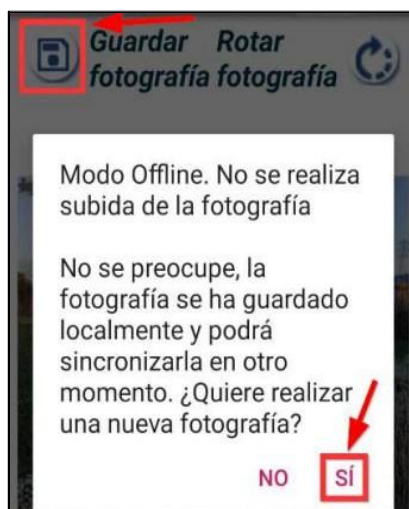 Guardar Rotar
fotografía fotografía
Modo Offline. No se realiza
subida de la fotografía
No se preocupe, la
fotografía se ha guardado
localmente y podrá
sincronizarla en otro
momento. ¿Quiere realizar
una nueva fotografía?
NO SÍ